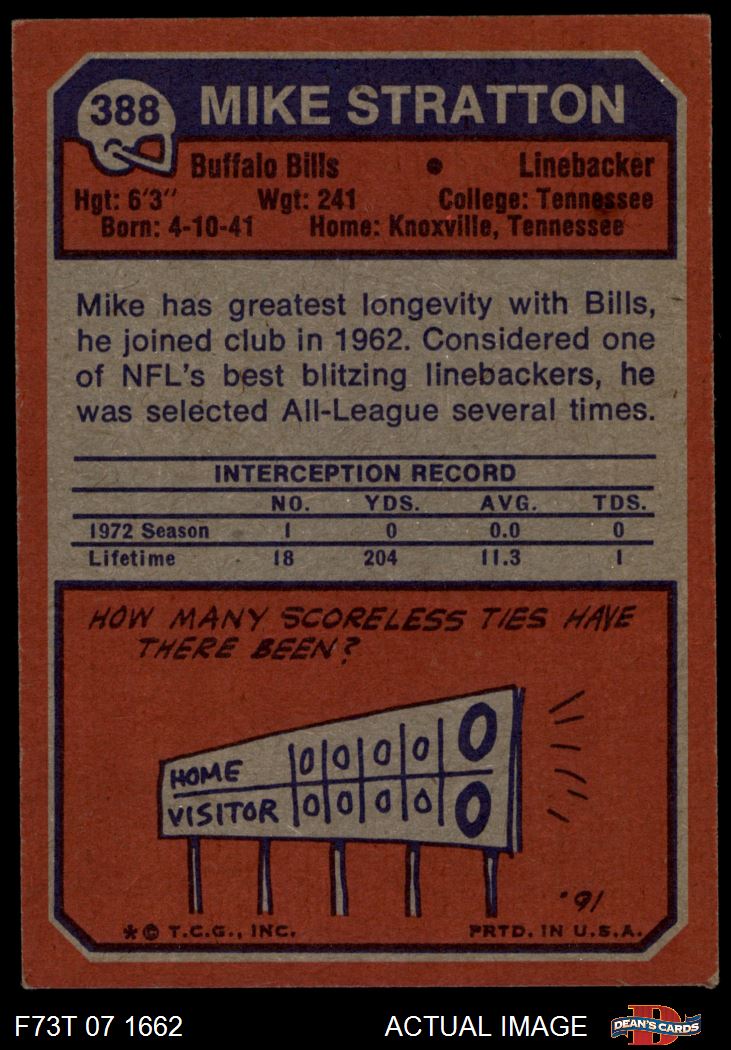 388
MIKE STRATTON
Buffalo Bills • Linebacker
Hgt: 6'3" Wgt: 241 College: Tennessee
Born: 4-10-41 Home: Knoxville, Tennessee
Mike has greatest longevity with Bills,
he joined club in 1962. Considered one
of NFL's best blitzing linebackers, he
was selected All-League several times.
INTERCEPTION RECORD
NO. YDS. AVG. TDS.
1972 Season 1 0 0.0 0
Lifetime 18 204 11.3 1
HOW MANY SCORELESS TIES HAVE
THERE BEEN?
HOME 0 0 0 0 0
VISITOR 0 0 0 0 0
·91
*© T.C.G., INC. PRTD. IN U.S.A.
F73T 07 1662 ACTUAL IMAGE D DEAN'S CARDS